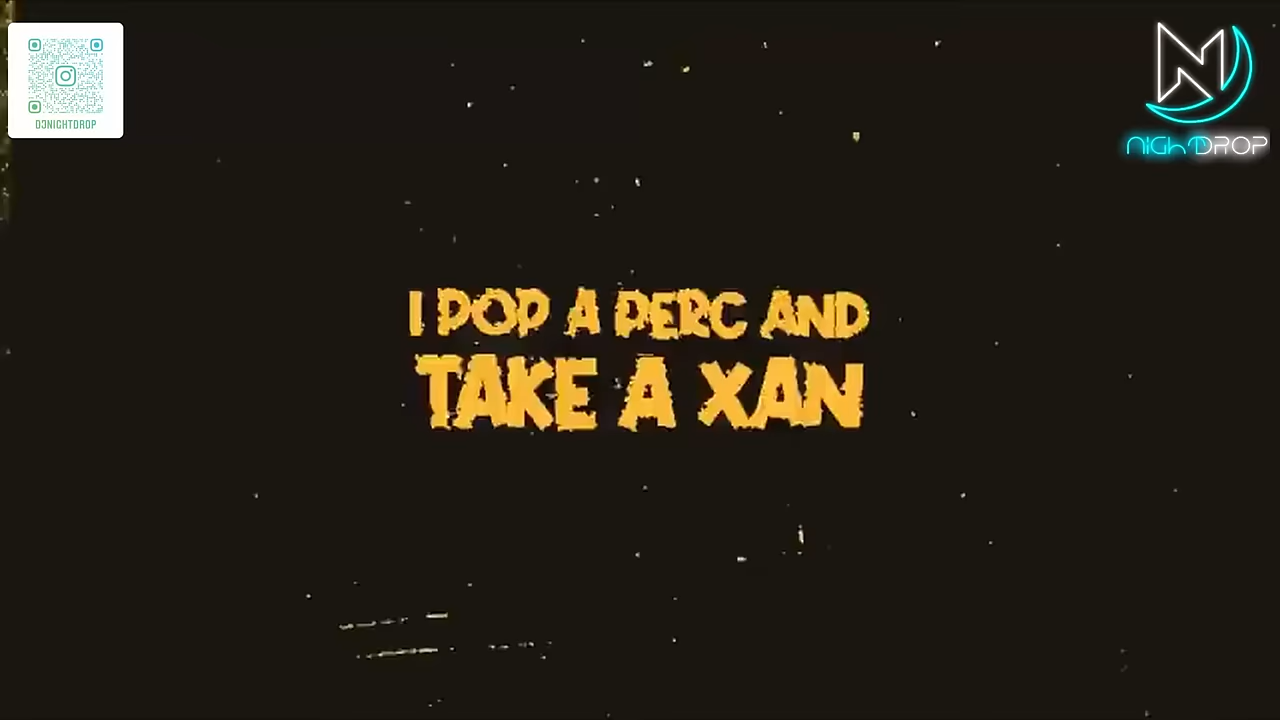 DJNIGHTDROP
NIGHTDROP
I POP A PERC AND
TAKE A XAN